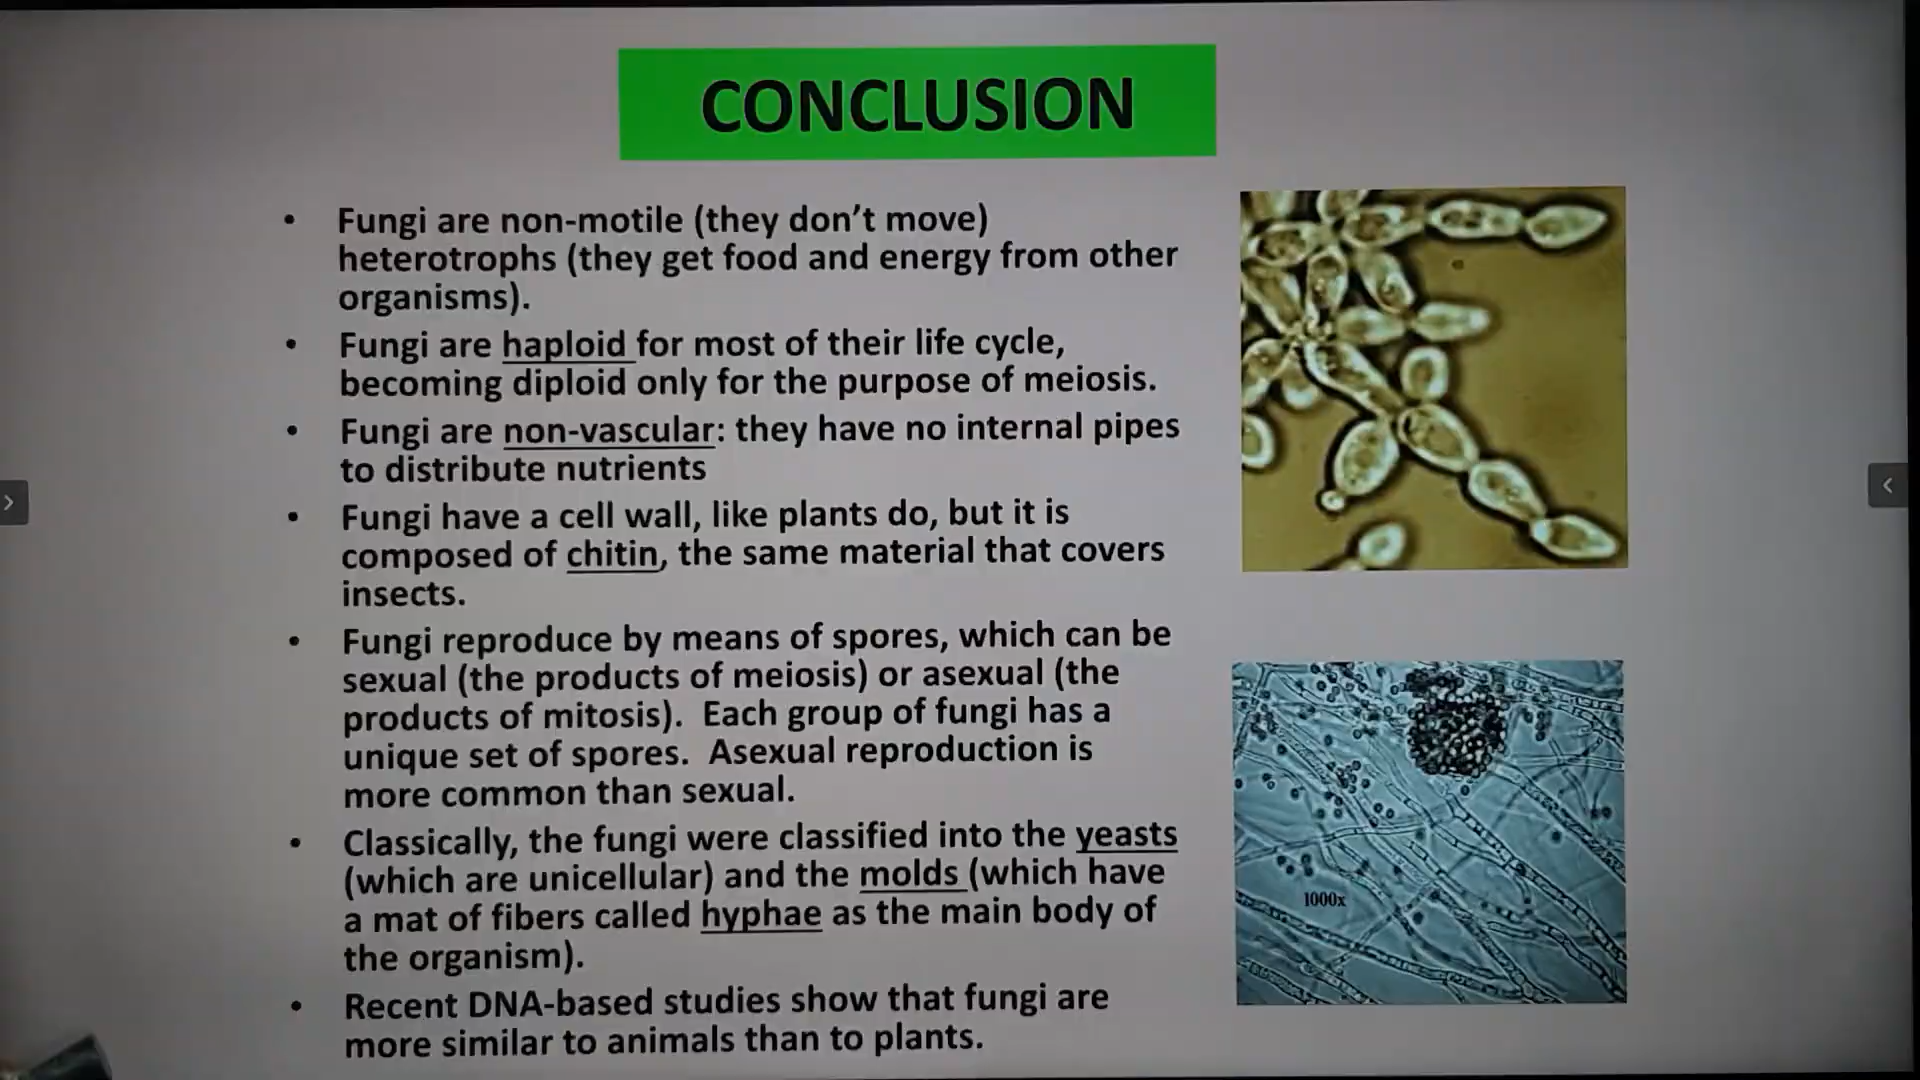 CONCLUSION
• Fungi are non-motile (they don't move)
heterotrophs (they get food and energy from other
organisms).
• Fungi are haploid for most of their life cycle,
becoming diploid only for the purpose of meiosis.
• Fungi are non-vascular: they have no internal pipes
to distribute nutrients
• Fungi have a cell wall, like plants do, but it is
composed of chitin, the same material that covers
insects.
• Fungi reproduce by means of spores, which can be
sexual (the products of meiosis) or asexual (the
products of mitosis).  Each group of fungi has a
unique set of spores.  Asexual reproduction is
more common than sexual.
• Classically, the fungi were classified into the yeasts
(which are unicellular) and the molds (which have
a mat of fibers called hyphae as the main body of
the organism).
• Recent DNA-based studies show that fungi are
more similar to animals than to plants.
1000x